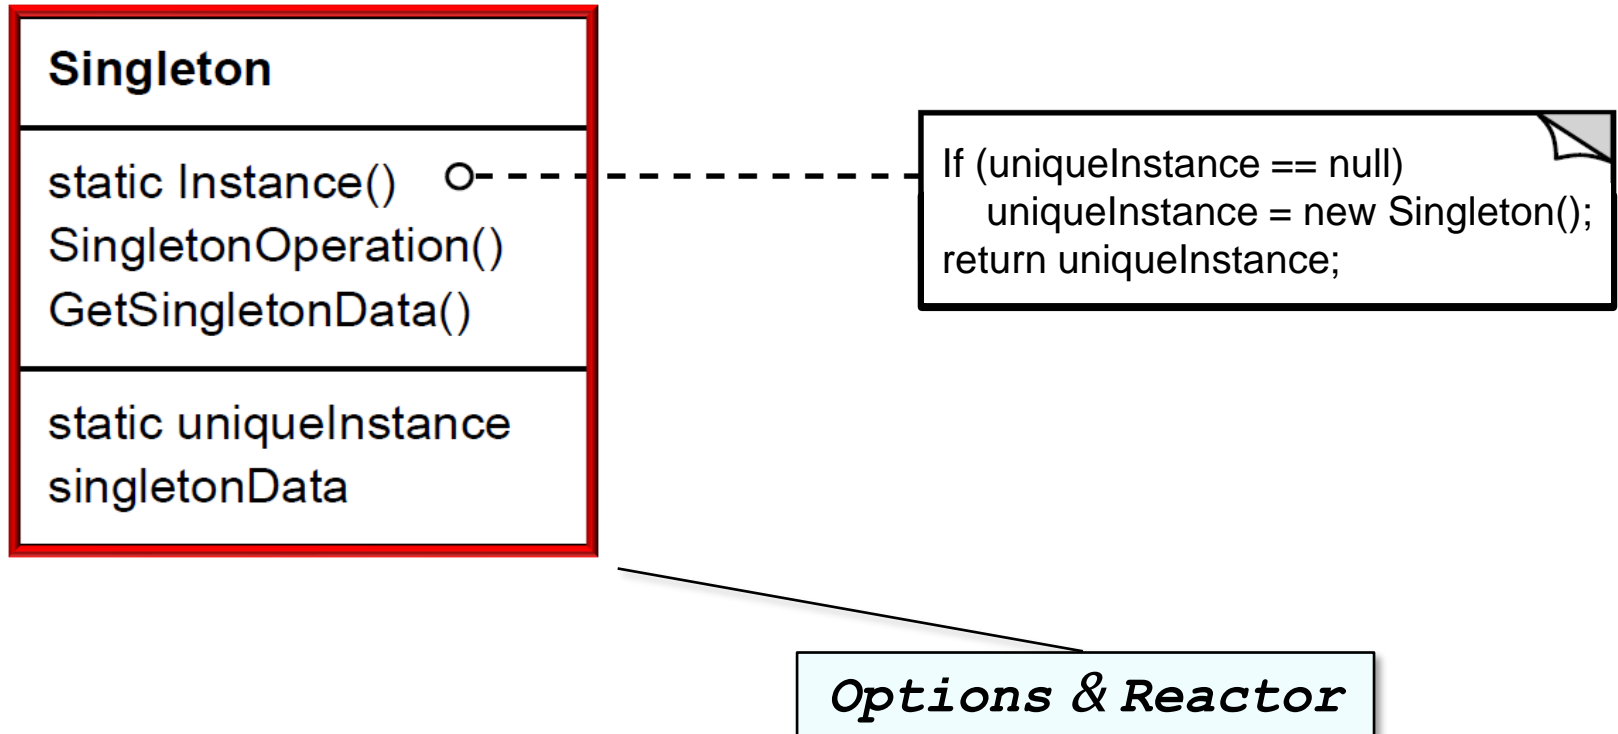 Singleton
static Instance()
SingletonOperation()
GetSingletonData()
static uniqueInstance
singletonData
If (uniqueInstance == null)
uniqueInstance = new Singleton();
return uniqueInstance;
Options & Reactor